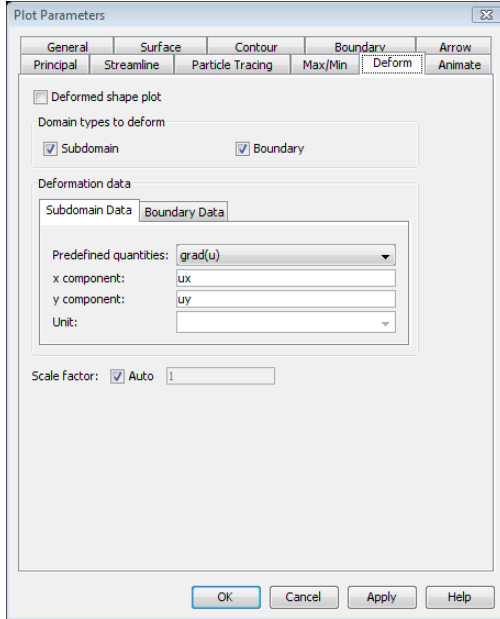 Plot Parameters
General Surface Contour Boundary Arrow
Principal Streamline Particle Tracing Max/Min Deform Animate
Deformed shape plot
Domain types to deform
Subdomain Boundary
Deformation data
Subdomain Data Boundary Data
Predefined quantities: grad(u)
x component: ux
y component: uy
Unit:
Scale factor: Auto 1
OK Cancel Apply Help